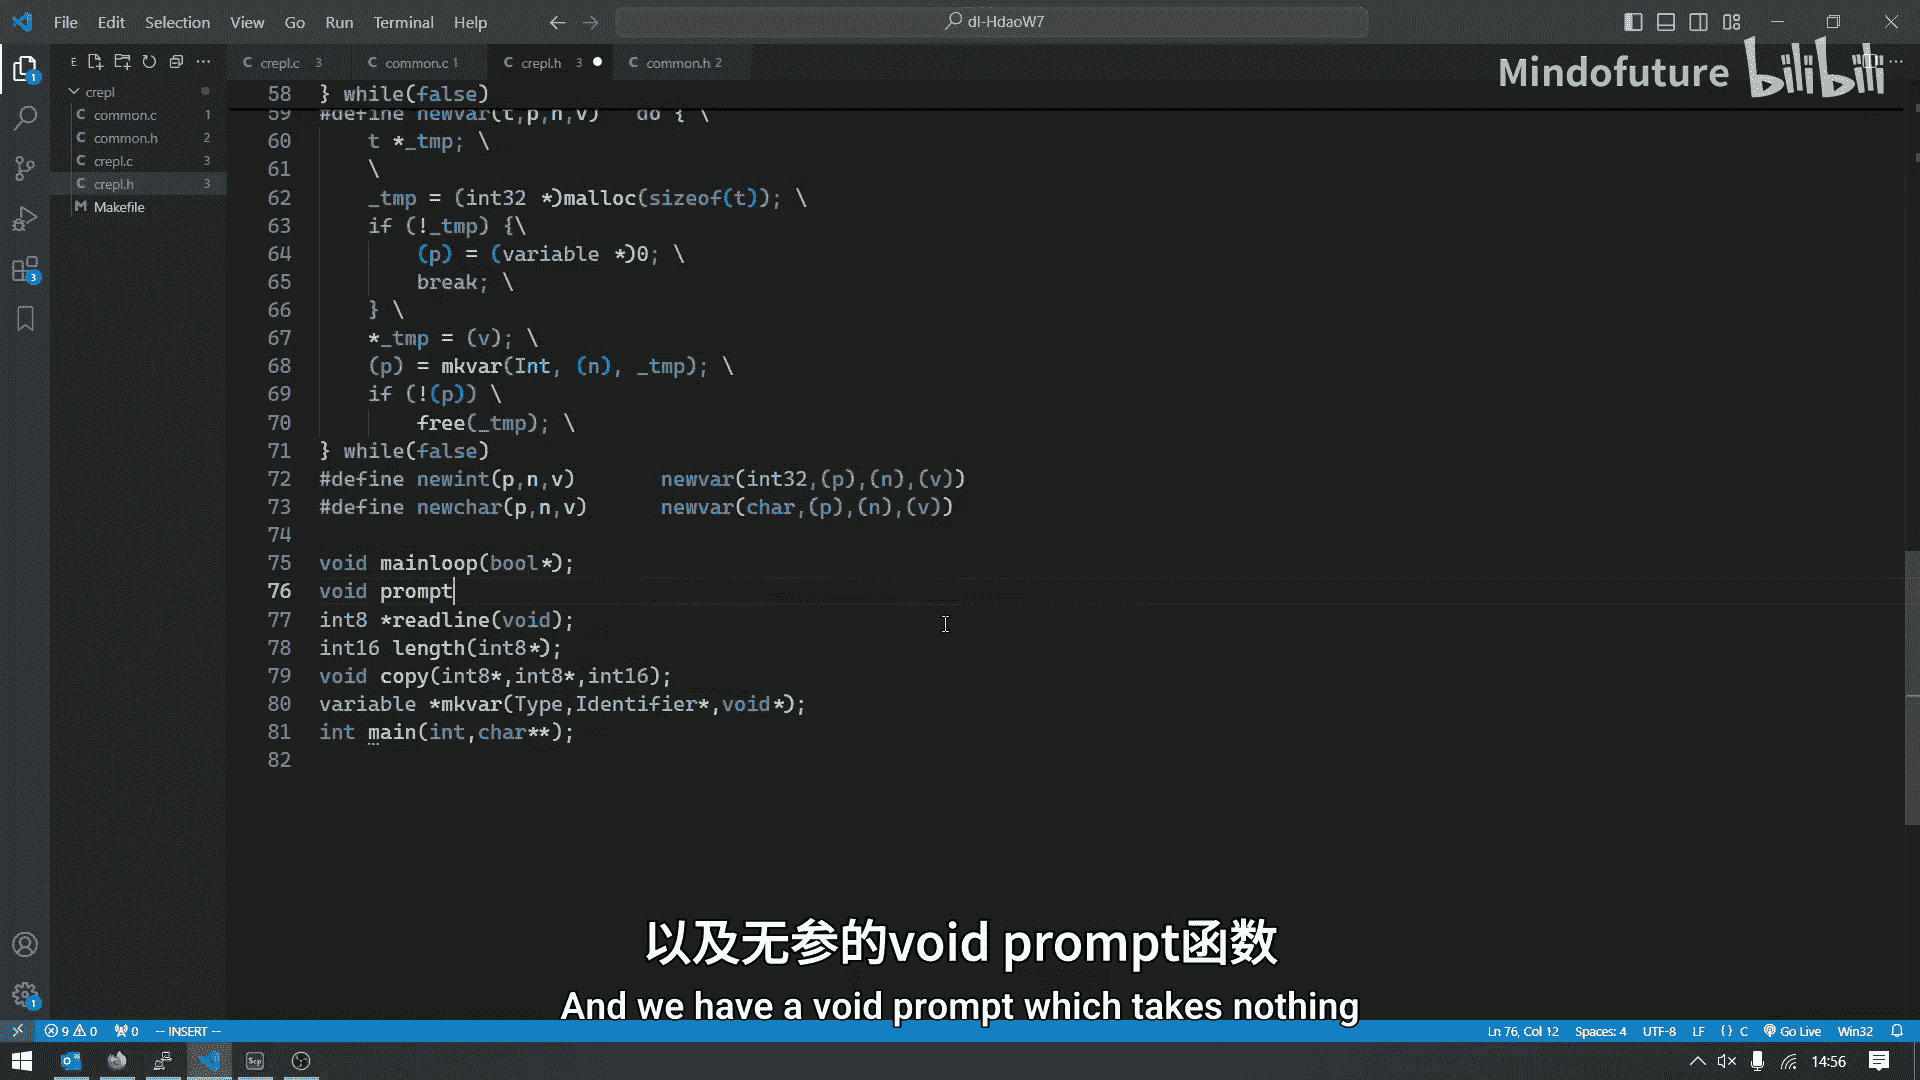 File Edit Selection View Go Run Terminal Help
dl-HdaoW7
E
crepl.c 3
common.c 1
crepl.h 3
common.h 2
Mindofuture bilibili
crepl
C common.c 1
C common.h 2
C crepl.c 3
C crepl.h 3
M Makefile
58 } while(false)
59 #define newvar(t,p,n,v) do { \
60 t *_tmp; \
61 \
62 _tmp = (int32 *)malloc(sizeof(t)); \
63 if (!_tmp) {\
64 (p) = (variable *)0; \
65 break; \
66 } \
67 *_tmp = (v); \
68 (p) = mkvar(Int, (n), _tmp); \
69 if (!(p)) \
70 free(_tmp); \
71 } while(false)
72 #define newint(p,n,v) newvar(int32,(p),(n),(v))
73 #define newchar(p,n,v) newvar(char,(p),(n),(v))
74
75 void mainloop(bool*);
76 void prompt
77 int8 *readline(void);
78 int16 length(int8*);
79 void copy(int8*,int8*,int16);
80 variable *mkvar(Type,Identifier*,void*);
81 int main(int,char**);
82
以及无参的void prompt函数
And we have a void prompt which takes nothing
9 0 0 -- INSERT --
Ln 76, Col 12 Spaces: 4 UTF-8 LF {} C Go Live Win32
14:56